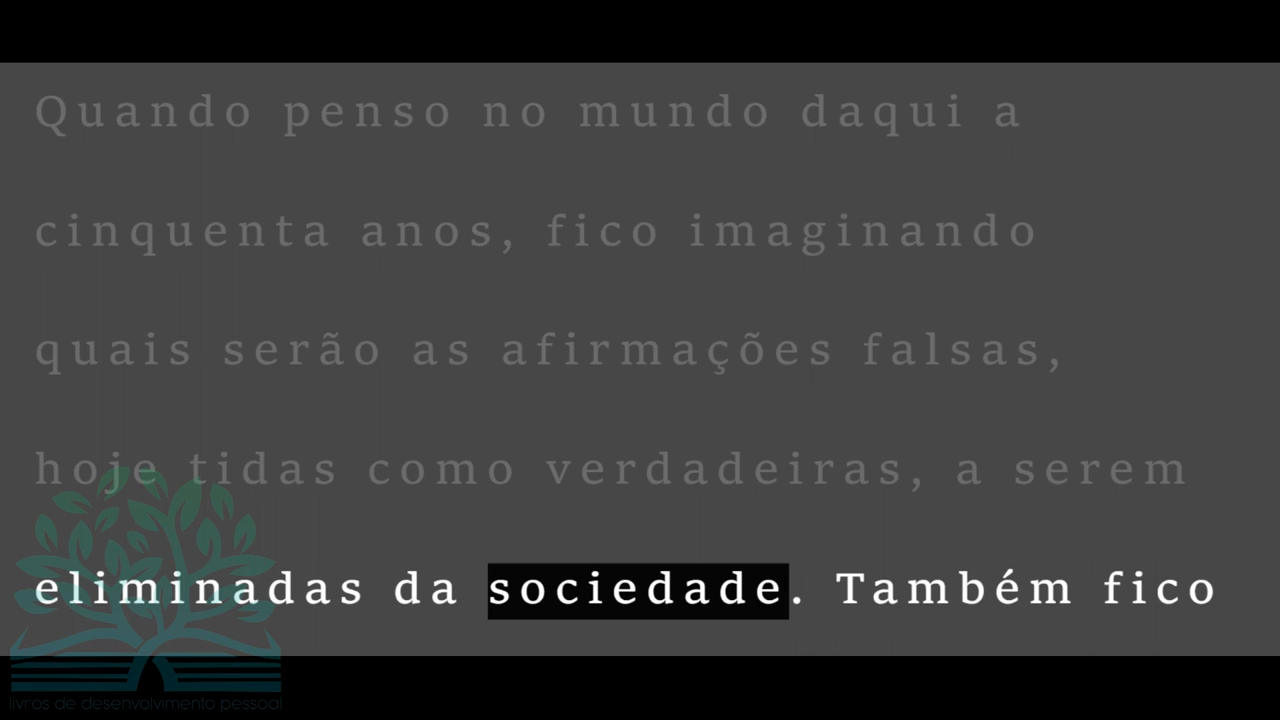 Quando penso no mundo daqui a
cinquenta anos, fico imaginando
quais serão as afirmações falsas,
hoje tidas como verdadeiras, a serem
eliminadas da sociedade. Também fico
livros de desenvolvimento pessoal